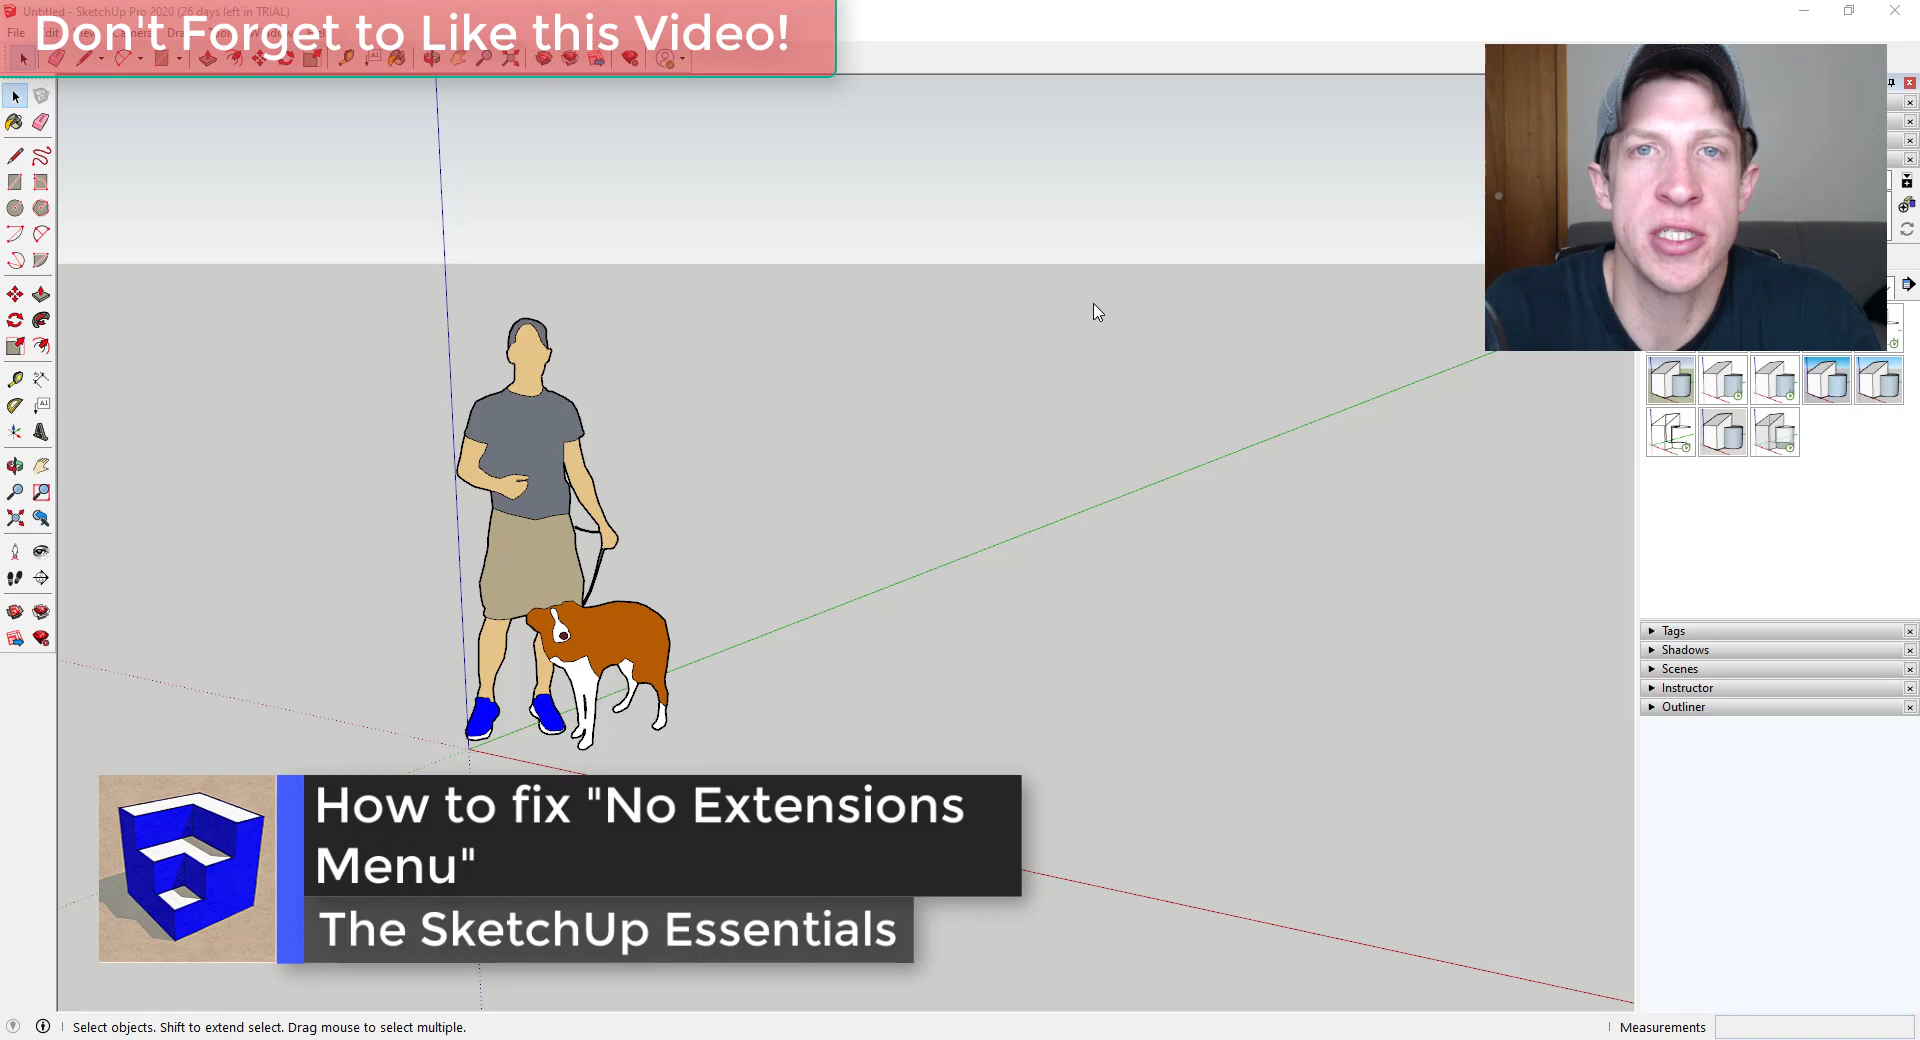 Untitled - SketchUp Pro 2020 (26 days left in TRIAL)
Don't Forget to Like this Video!
File
Tags
Shadows
Scenes
Instructor
Outliner
How to fix "No Extensions
Menu"
The SketchUp Essentials
Select objects. Shift to extend select. Drag mouse to select multiple.
Measurements